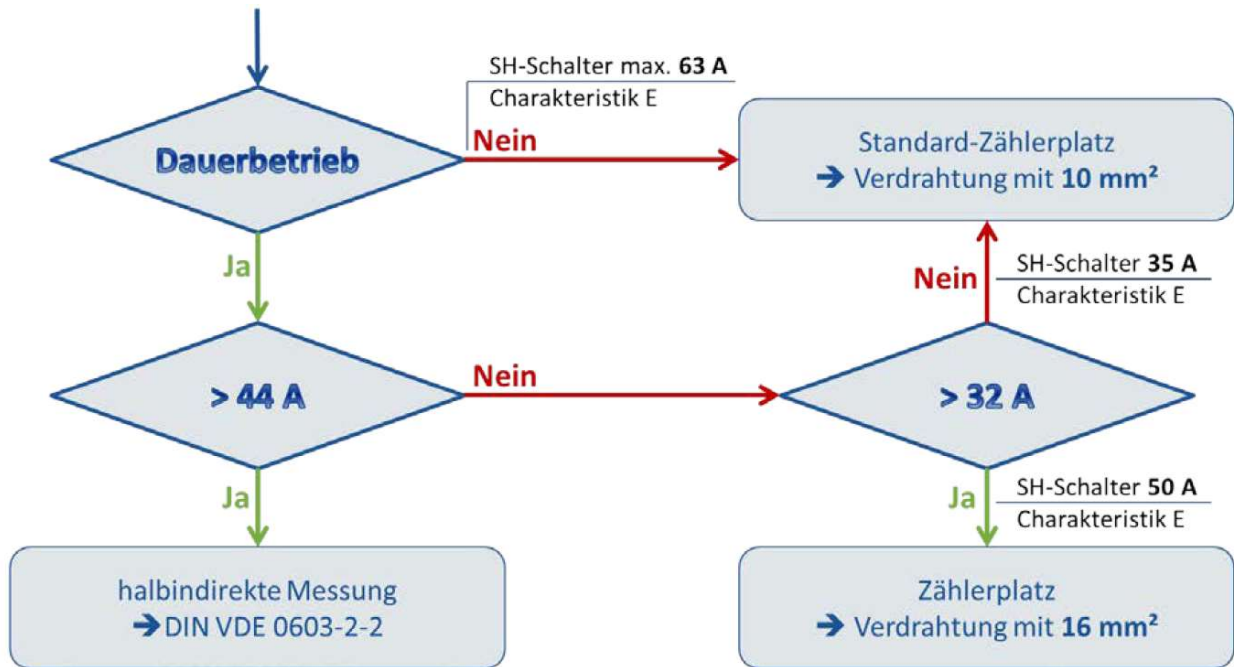 SH-Schalter max. 63 A
Charakteristik E
Dauerbetrieb
Nein
Standard-Zählerplatz
➔ Verdrahtung mit 10 mm²
Ja
Nein
SH-Schalter 35 A
Charakteristik E
> 44 A
Nein
> 32 A
Ja
Ja
SH-Schalter 50 A
Charakteristik E
halbindirekte Messung
➔ DIN VDE 0603-2-2
Zählerplatz
➔ Verdrahtung mit 16 mm²